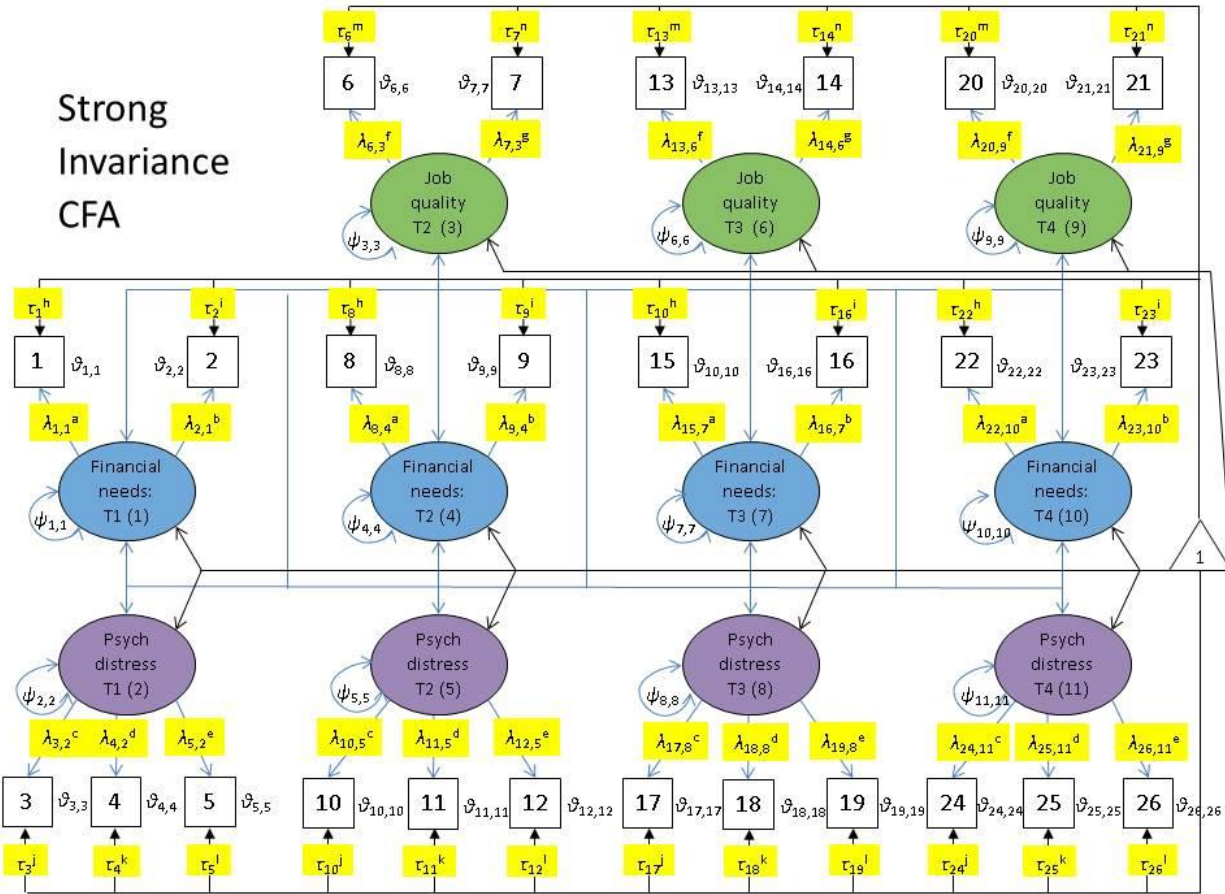 Strong
Invariance
CFA
τ₆ᵐ τ₇ⁿ τ₁₃ᵐ τ₁₄ⁿ τ₂₀ᵐ τ₂₁ⁿ
6 ϑ₆,₆ ϑ₇,₇ 7 13 ϑ₁₃,₁₃ ϑ₁₄,₁₄ 14 20 ϑ₂₀,₂₀ ϑ₂₁,₂₁ 21
λ₆,₃ᶠ λ₇,₃ᵍ λ₁₃,₆ᶠ λ₁₄,₆ᵍ λ₂₀,₉ᶠ λ₂₁,₉ᵍ
Job
quality
T2 (3)
ψ₃,₃
Job
quality
T3 (6)
ψ₆,₆
Job
quality
T4 (9)
ψ₉,₉
τ₁ʰ τ₂ⁱ τ₈ʰ τ₉ⁱ τ₁₀ʰ τ₁₆ⁱ τ₂₂ʰ τ₂₃ⁱ
1 ϑ₁,₁ ϑ₂,₂ 2 8 ϑ₈,₈ ϑ₉,₉ 9 15 ϑ₁₀,₁₀ ϑ₁₆,₁₆ 16 22 ϑ₂₂,₂₂ ϑ₂₃,₂₃ 23
λ₁,₁ᵃ λ₂,₁ᵇ λ₈,₄ᵃ λ₉,₄ᵇ λ₁₅,₇ᵃ λ₁₆,₇ᵇ λ₂₂,₁₀ᵃ λ₂₃,₁₀ᵇ
Financial
needs:
T1 (1)
ψ₁,₁
Financial
needs:
T2 (4)
ψ₄,₄
Financial
needs:
T3 (7)
ψ₇,₇
Financial
needs:
T4 (10)
ψ₁₀,₁₀
1
Psych
distress
T1 (2)
ψ₂,₂
Psych
distress
T2 (5)
ψ₅,₅
Psych
distress
T3 (8)
ψ₈,₈
Psych
distress
T4 (11)
ψ₁₁,₁₁
λ₃,₂ᶜ λ₄,₂ᵈ λ₅,₂ᵉ λ₁₀,₅ᶜ λ₁₁,₅ᵈ λ₁₂,₅ᵉ λ₁₇,₈ᶜ λ₁₈,₈ᵈ λ₁₉,₈ᵉ λ₂₄,₁₁ᶜ λ₂₅,₁₁ᵈ λ₂₆,₁₁ᵉ
3 ϑ₃,₃ 4 ϑ₄,₄ 5 ϑ₅,₅ 10 ϑ₁₀,₁₀ 11 ϑ₁₁,₁₁ 12 ϑ₁₂,₁₂ 17 ϑ₁₇,₁₇ 18 ϑ₁₈,₁₈ 19 ϑ₁₉,₁₉ 24 ϑ₂₄,₂₄ 25 ϑ₂₅,₂₅ 26 ϑ₂₆,₂₆
τ₃ʲ τ₄ᵏ τ₅ˡ τ₁₀ʲ τ₁₁ᵏ τ₁₂ˡ τ₁₇ʲ τ₁₈ᵏ τ₁₉ˡ τ₂₄ʲ τ₂₅ᵏ τ₂₆ˡ